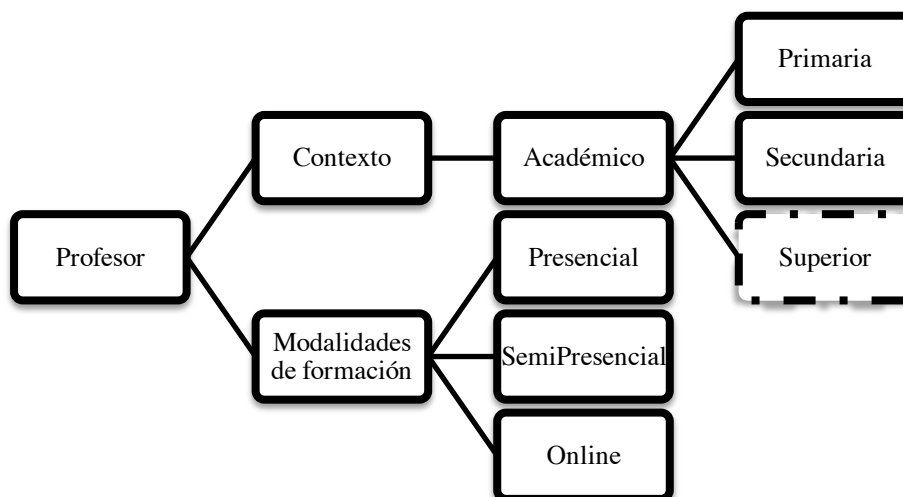 Profesor
Contexto
Académico
Primaria
Secundaria
Superior
Modalidades
de formación
Presencial
SemiPresencial
Online